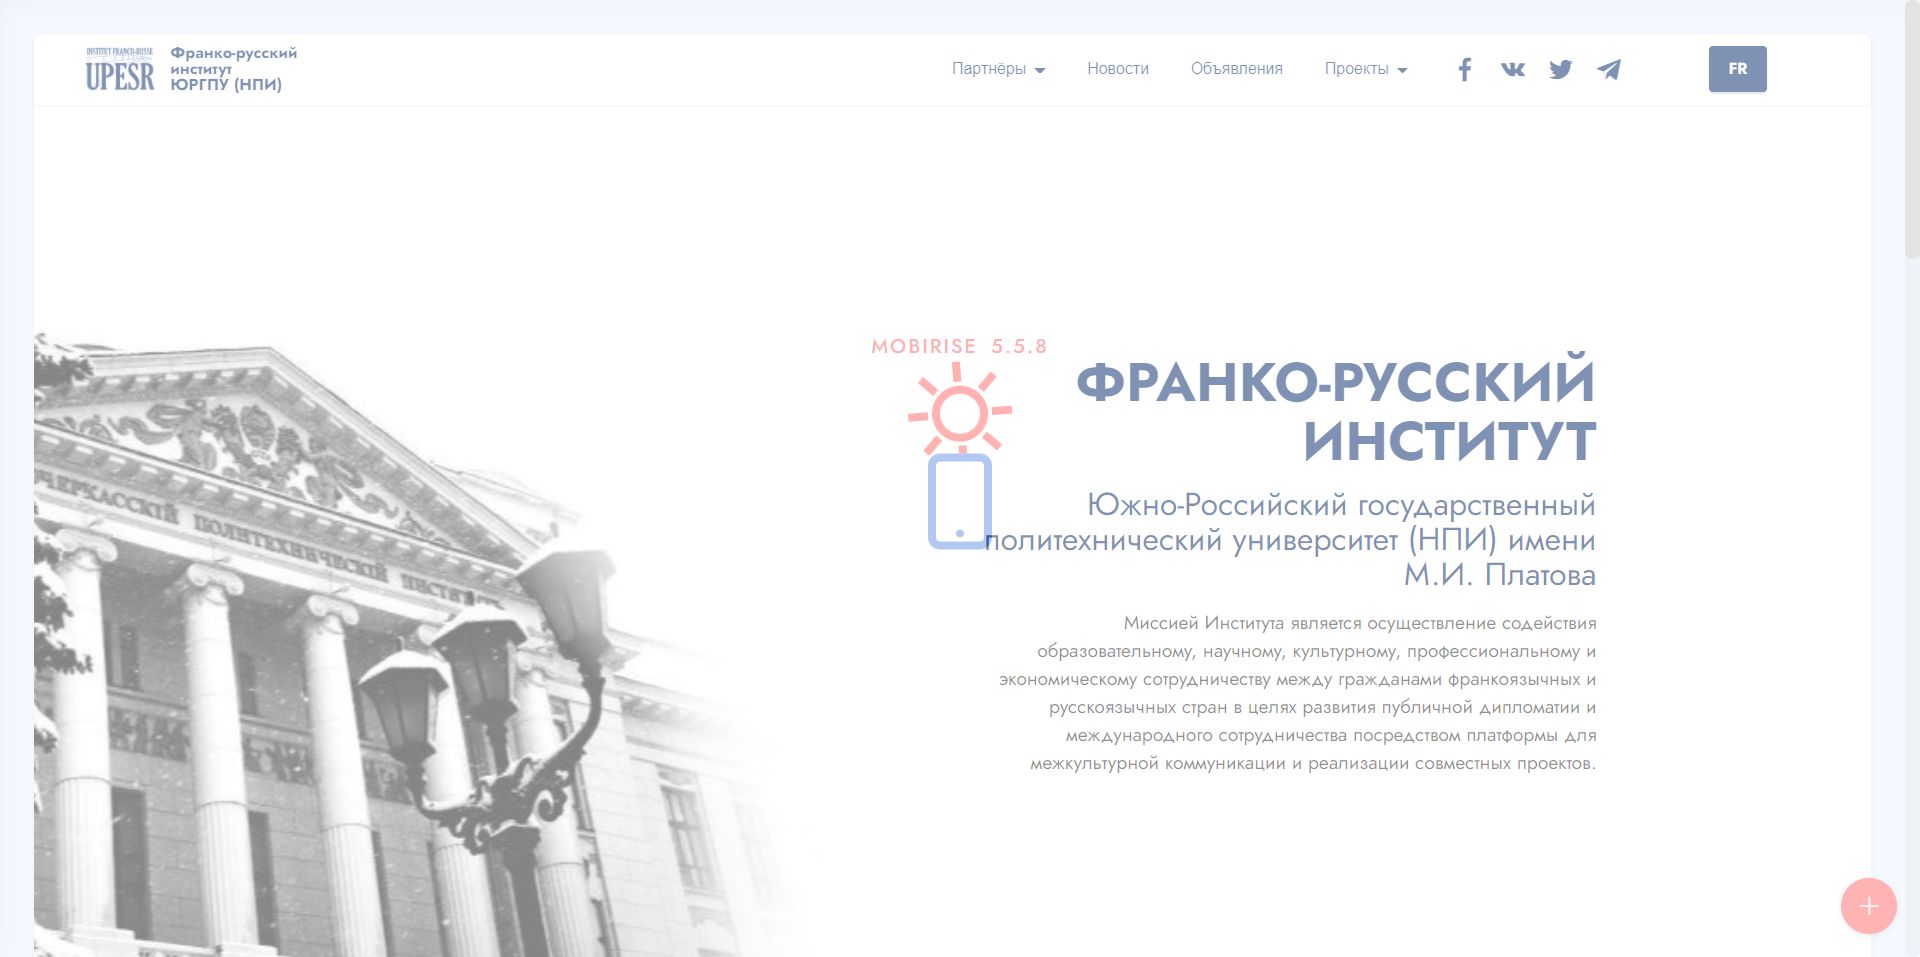 INSTITUT FRANCO-RUSSE
UPESR
Франко-русский
институт
ЮРГПУ (НПИ)
Партнёры
Новости
Объявления
Проекты
FR
MOBIRISE 5.5.8
ФРАНКО-РУССКИЙ
ИНСТИТУТ
Южно-Российский государственный
политехнический университет (НПИ) имени
М.И. Платова
Миссией Института является осуществление содействия
образовательному, научному, культурному, профессиональному и
экономическому сотрудничеству между гражданами франкоязычных и
русскоязычных стран в целях развития публичной дипломатии и
международного сотрудничества посредством платформы для
межкультурной коммуникации и реализации совместных проектов.
ЧЕРКАССКІЙ ПОЛИТЕХНИЧЕСКІЙ ИНСТИТУТЪ